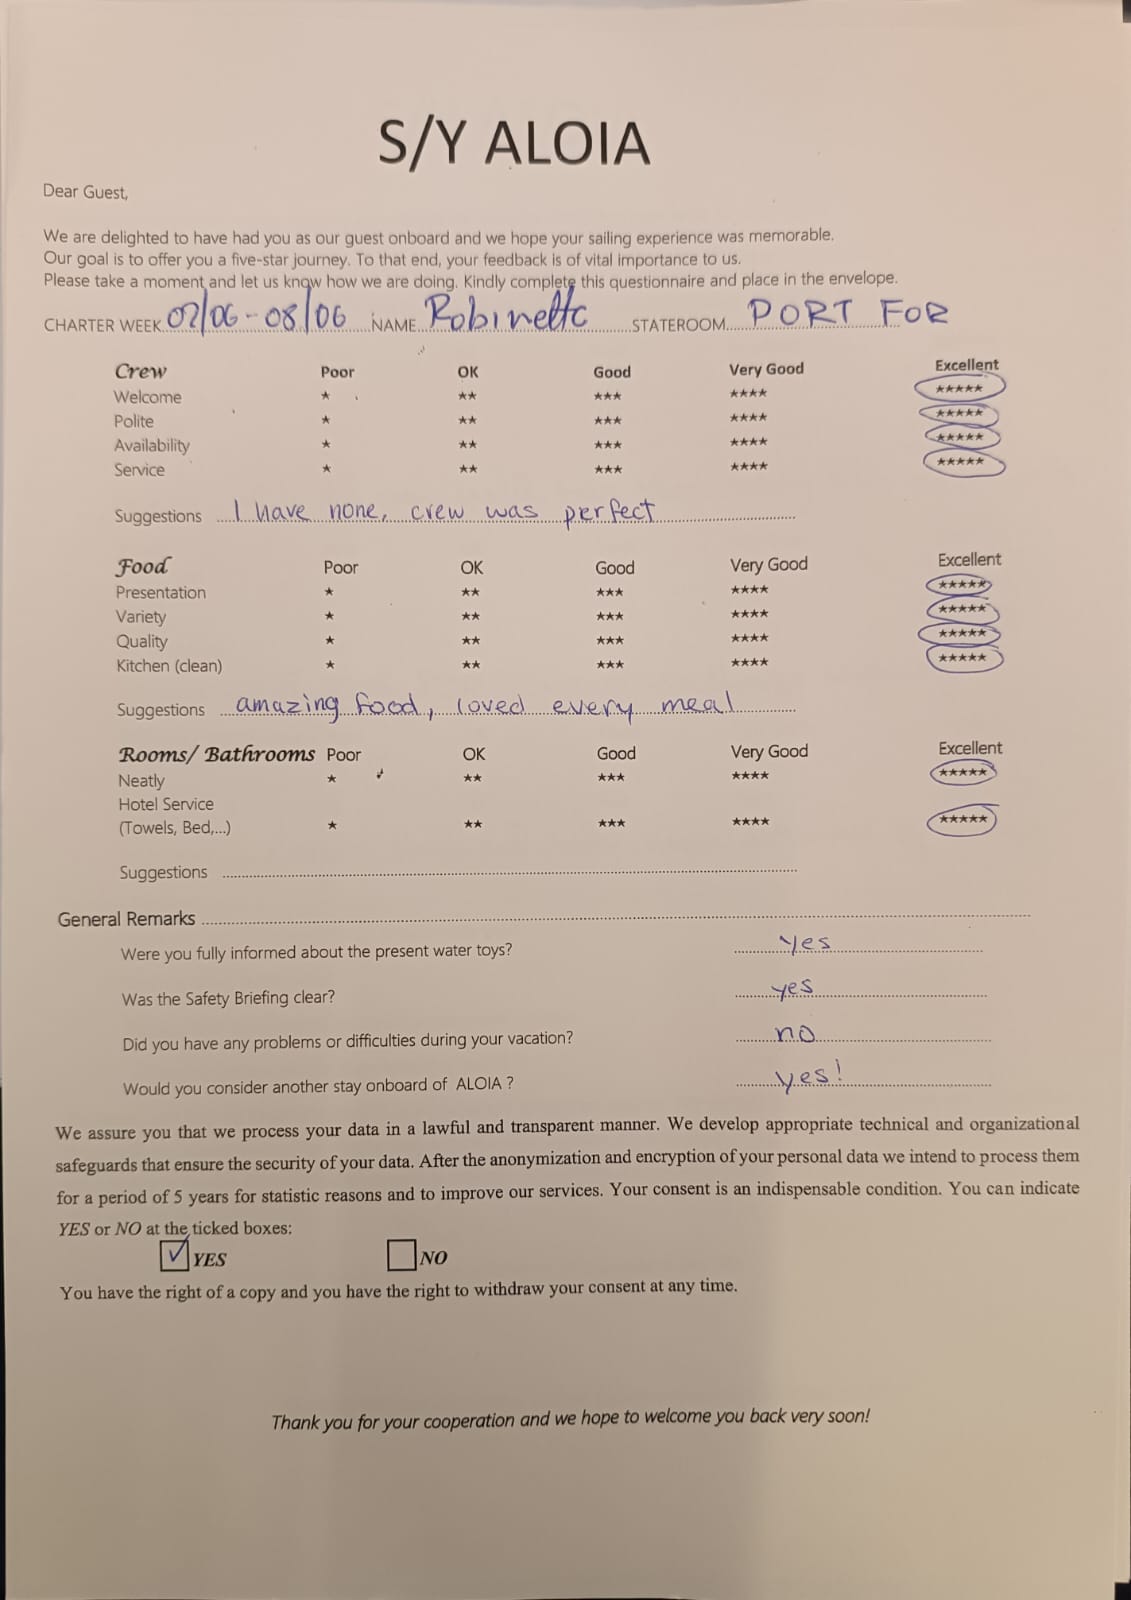 S/Y ALOIA
Dear Guest,
We are delighted to have had you as our guest onboard and we hope your sailing experience was memorable.
Our goal is to offer you a five-star journey. To that end, your feedback is of vital importance to us.
Please take a moment and let us know how we are doing. Kindly complete this questionnaire and place in the envelope.
CHARTER WEEK 02/06-08/06 NAME STATEROOM PORT FOR
Crew Poor OK Good Very Good Excellent
Welcome ★ ★★ ★★★ ★★★★ ★★★★★
Polite ★ ★★ ★★★ ★★★★ ★★★★★
Availability ★ ★★ ★★★ ★★★★ ★★★★★
Service ★ ★★ ★★★ ★★★★ ★★★★★
Suggestions I have none, crew was perfect
Food Poor OK Good Very Good Excellent
Presentation ★ ★★ ★★★ ★★★★ ★★★★★
Variety ★ ★★ ★★★ ★★★★ ★★★★★
Quality ★ ★★ ★★★ ★★★★ ★★★★★
Kitchen (clean) ★ ★★ ★★★ ★★★★ ★★★★★
Suggestions amazing food, loved every meal
Rooms/ Bathrooms Poor OK Good Very Good Excellent
Neatly ★ ★★ ★★★ ★★★★ ★★★★★
Hotel Service
(Towels, Bed,...) ★ ★★ ★★★ ★★★★ ★★★★★
Suggestions
General Remarks
Were you fully informed about the present water toys? yes
Was the Safety Briefing clear? yes
Did you have any problems or difficulties during your vacation? no
Would you consider another stay onboard of ALOIA ? yes!
We assure you that we process your data in a lawful and transparent manner. We develop appropriate technical and organizational
safeguards that ensure the security of your data. After the anonymization and encryption of your personal data we intend to process them
for a period of 5 years for statistic reasons and to improve our services. Your consent is an indispensable condition. You can indicate
YES or NO at the ticked boxes:
YES NO
You have the right of a copy and you have the right to withdraw your consent at any time.
Thank you for your cooperation and we hope to welcome you back very soon!